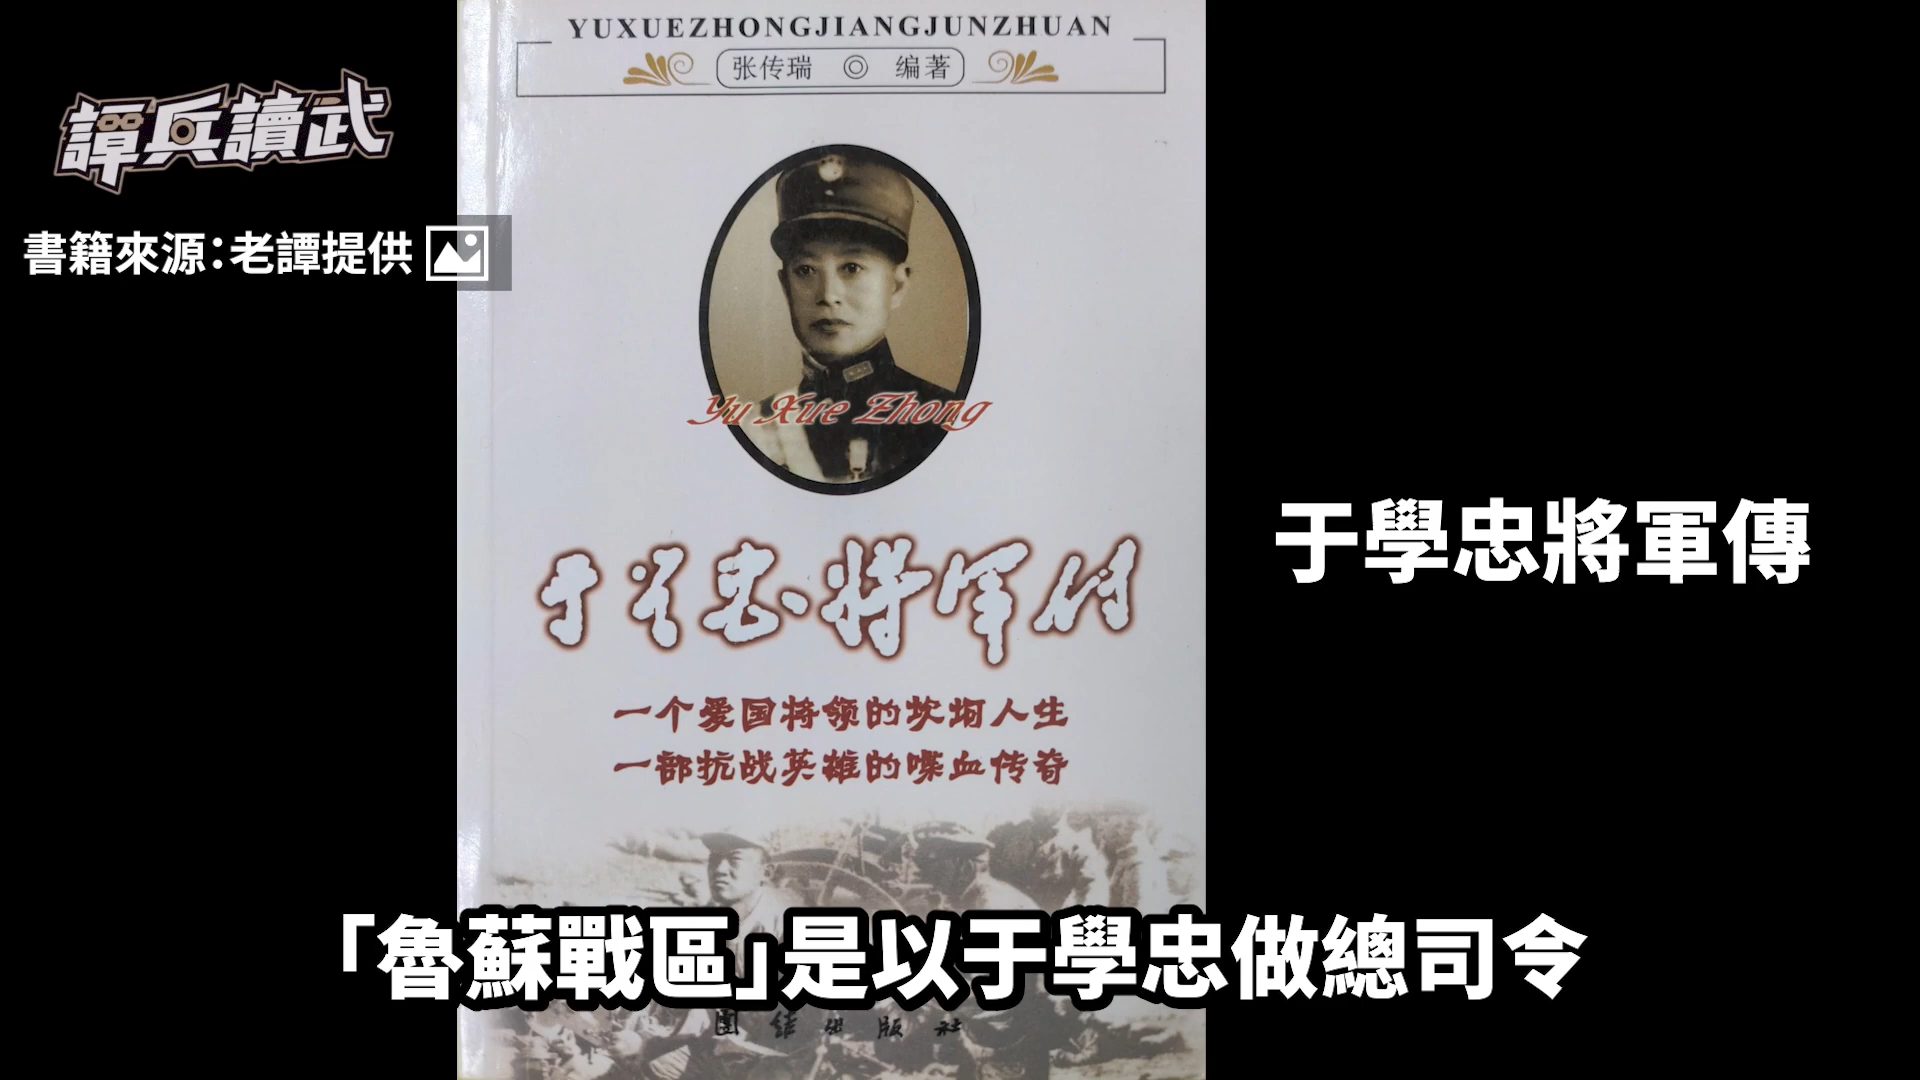 YUXUEZHONGJIANGJUNZHUAN
张传瑞 ◎ 编著
譚兵讀武
書籍來源：老譚提供
Yu Xue Zhong
于学忠将军传
于學忠將軍傳
一个爱国将领的坎坷人生
一部抗战英雄的喋血传奇
「魯蘇戰區」是以于學忠做總司令
团结出版社